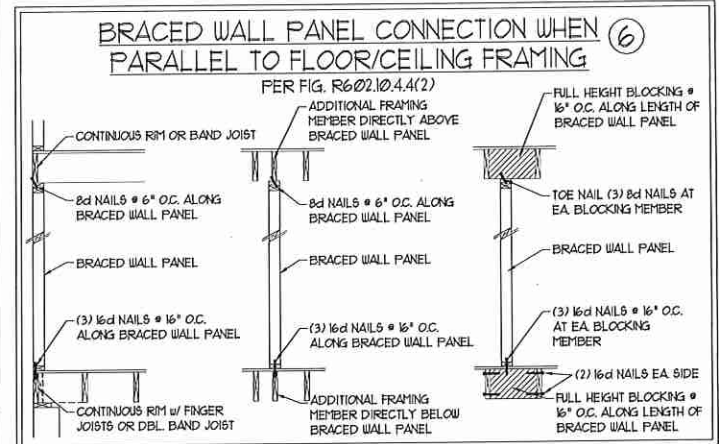 BRACED WALL PANEL CONNECTION WHEN
PARALLEL TO FLOOR/CEILING FRAMING
6
PER FIG. R602.10.4.4(2)
CONTINUOUS RIM OR BAND JOIST
8d NAILS @ 6" O.C. ALONG
BRACED WALL PANEL
BRACED WALL PANEL
(3) 16d NAILS @ 16" O.C.
ALONG BRACED WALL PANEL
CONTINUOUS RIM w/ FINGER
JOISTS OR DBL. BAND JOIST
ADDITIONAL FRAMING
MEMBER DIRECTLY ABOVE
BRACED WALL PANEL
8d NAILS @ 6" O.C. ALONG
BRACED WALL PANEL
BRACED WALL PANEL
(3) 16d NAILS @ 16" O.C.
ALONG BRACED WALL PANEL
ADDITIONAL FRAMING
MEMBER DIRECTLY BELOW
BRACED WALL PANEL
FULL HEIGHT BLOCKING @
16" O.C. ALONG LENGTH OF
BRACED WALL PANEL
TOE NAIL (3) 8d NAILS AT
EA. BLOCKING MEMBER
BRACED WALL PANEL
(3) 16d NAILS @ 16" O.C.
AT EA. BLOCKING
MEMBER
(2) 16d NAILS EA. SIDE
FULL HEIGHT BLOCKING @
16" O.C. ALONG LENGTH OF
BRACED WALL PANEL